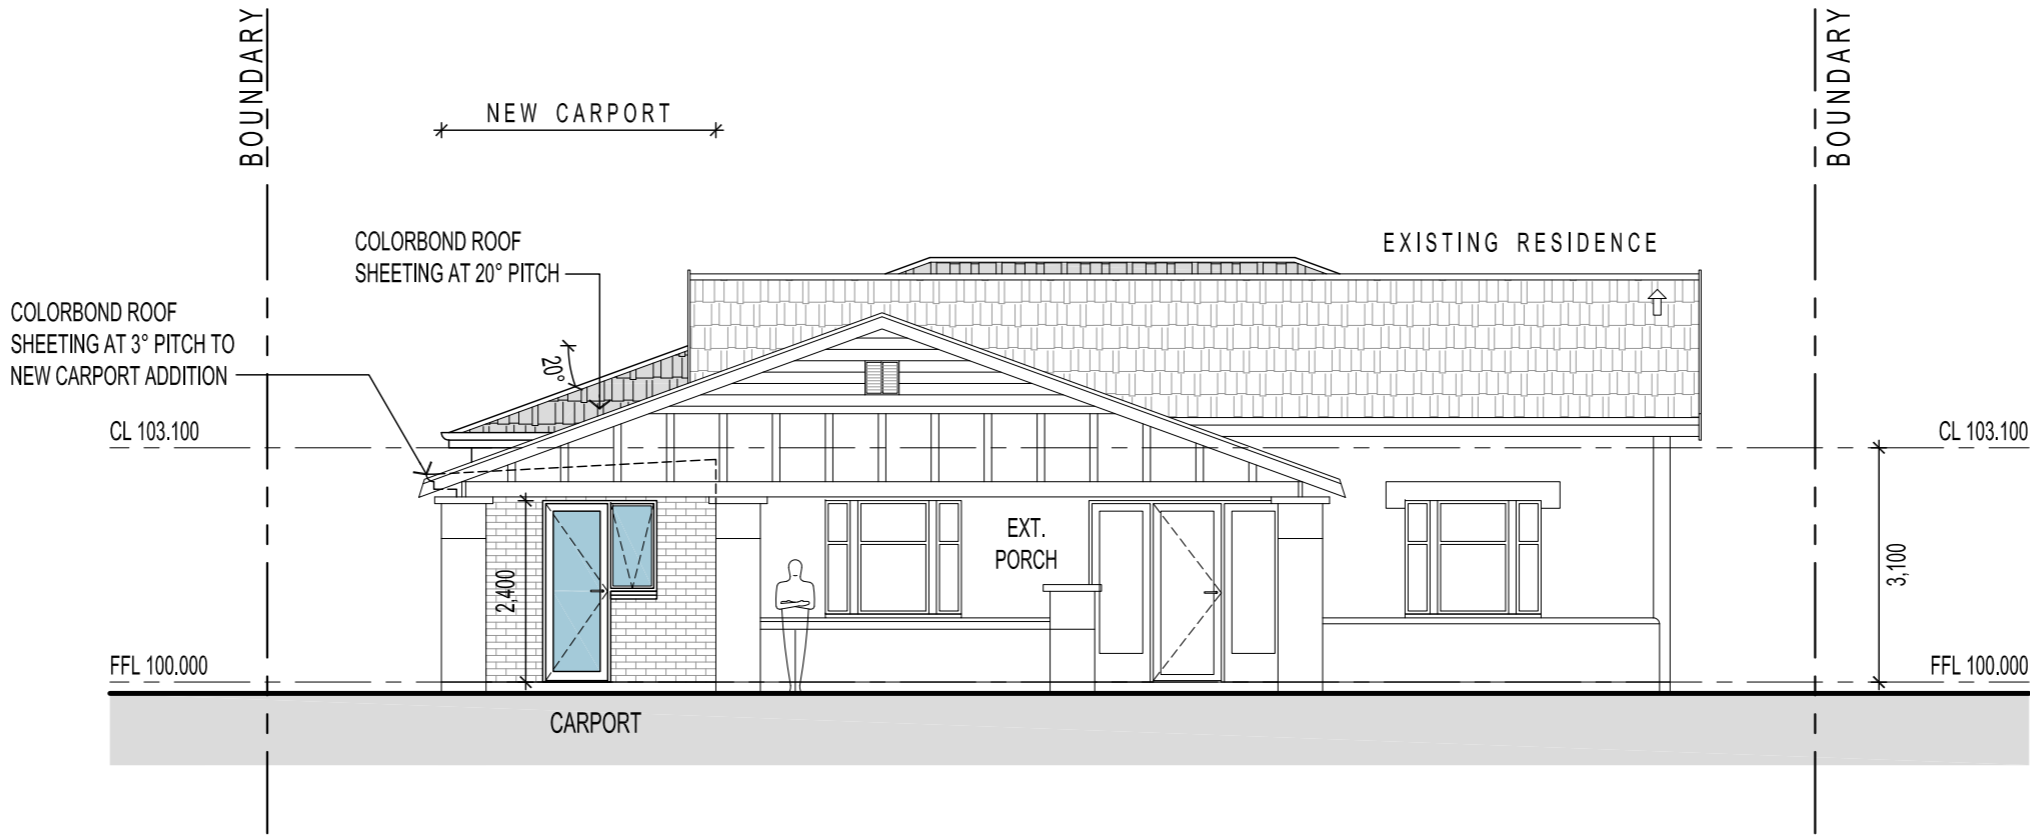 BOUNDARY
BOUNDARY
NEW CARPORT
COLORBOND ROOF
SHEETING AT 20° PITCH
EXISTING RESIDENCE
COLORBOND ROOF
SHEETING AT 3° PITCH TO
NEW CARPORT ADDITION
20°
CL 103.100
CL 103.100
EXT.
PORCH
2,400
3,100
FFL 100.000
FFL 100.000
CARPORT